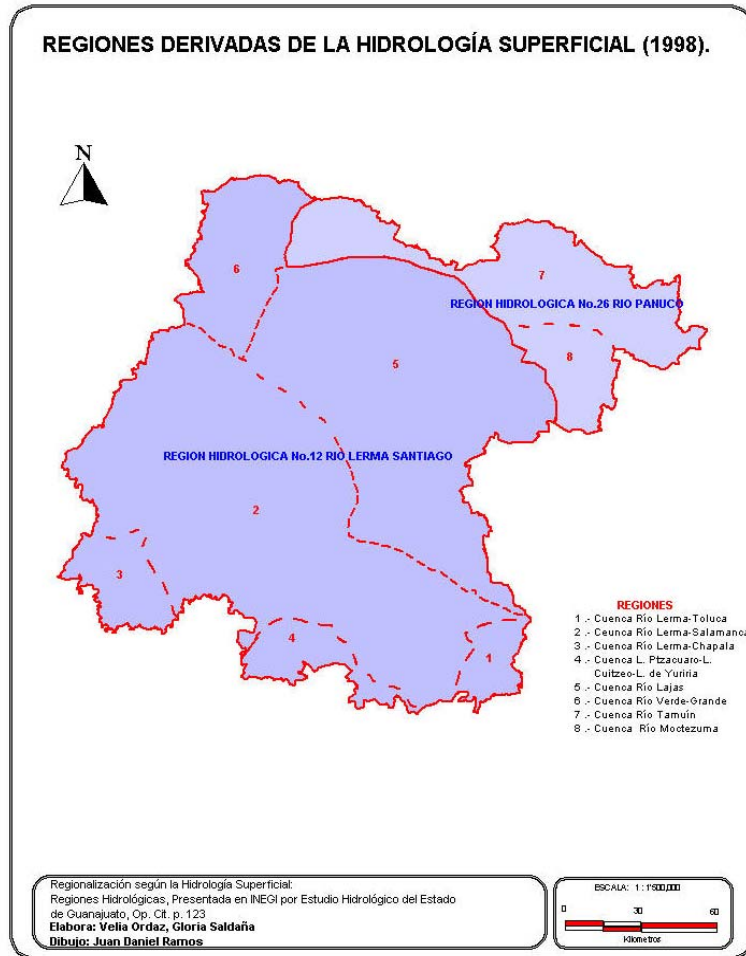 REGIONES DERIVADAS DE LA HIDROLOGÍA SUPERFICIAL (1998).
N
6
7
REGION HIDROLOGICA No.26 RIO PANUCO
8
5
REGION HIDROLOGICA No.12 RIO LERMA SANTIAGO
2
3
4
1
REGIONES
1 .- Cuenca Río Lerma-Toluca
2 .- Ceunca Río Lerma-Salamanca
3 .- Cuenca Río Lerma-Chapala
4 .- Cuenca L. Ptzacuaro-L.
Cuitzeo-L. de Yuriria
5 .- Cuenca Río Lajas
6 .- Cuenca Río Verde-Grande
7 .- Cuenca Río Tamuín
8 .- Cuenca Río Moctezuma
Regionalización según la Hidrología Superficial:
Regiones Hidrológicas, Presentada en INEGI por Estudio Hidrológico del Estado
de Guanajuato, Op. Cit. p. 123
Elabora: Velia Ordaz, Gloria Saldaña
Dibujo: Juan Daniel Ramos
ESCALA: 1 : 1'500,000
0 30 60
Kilometros